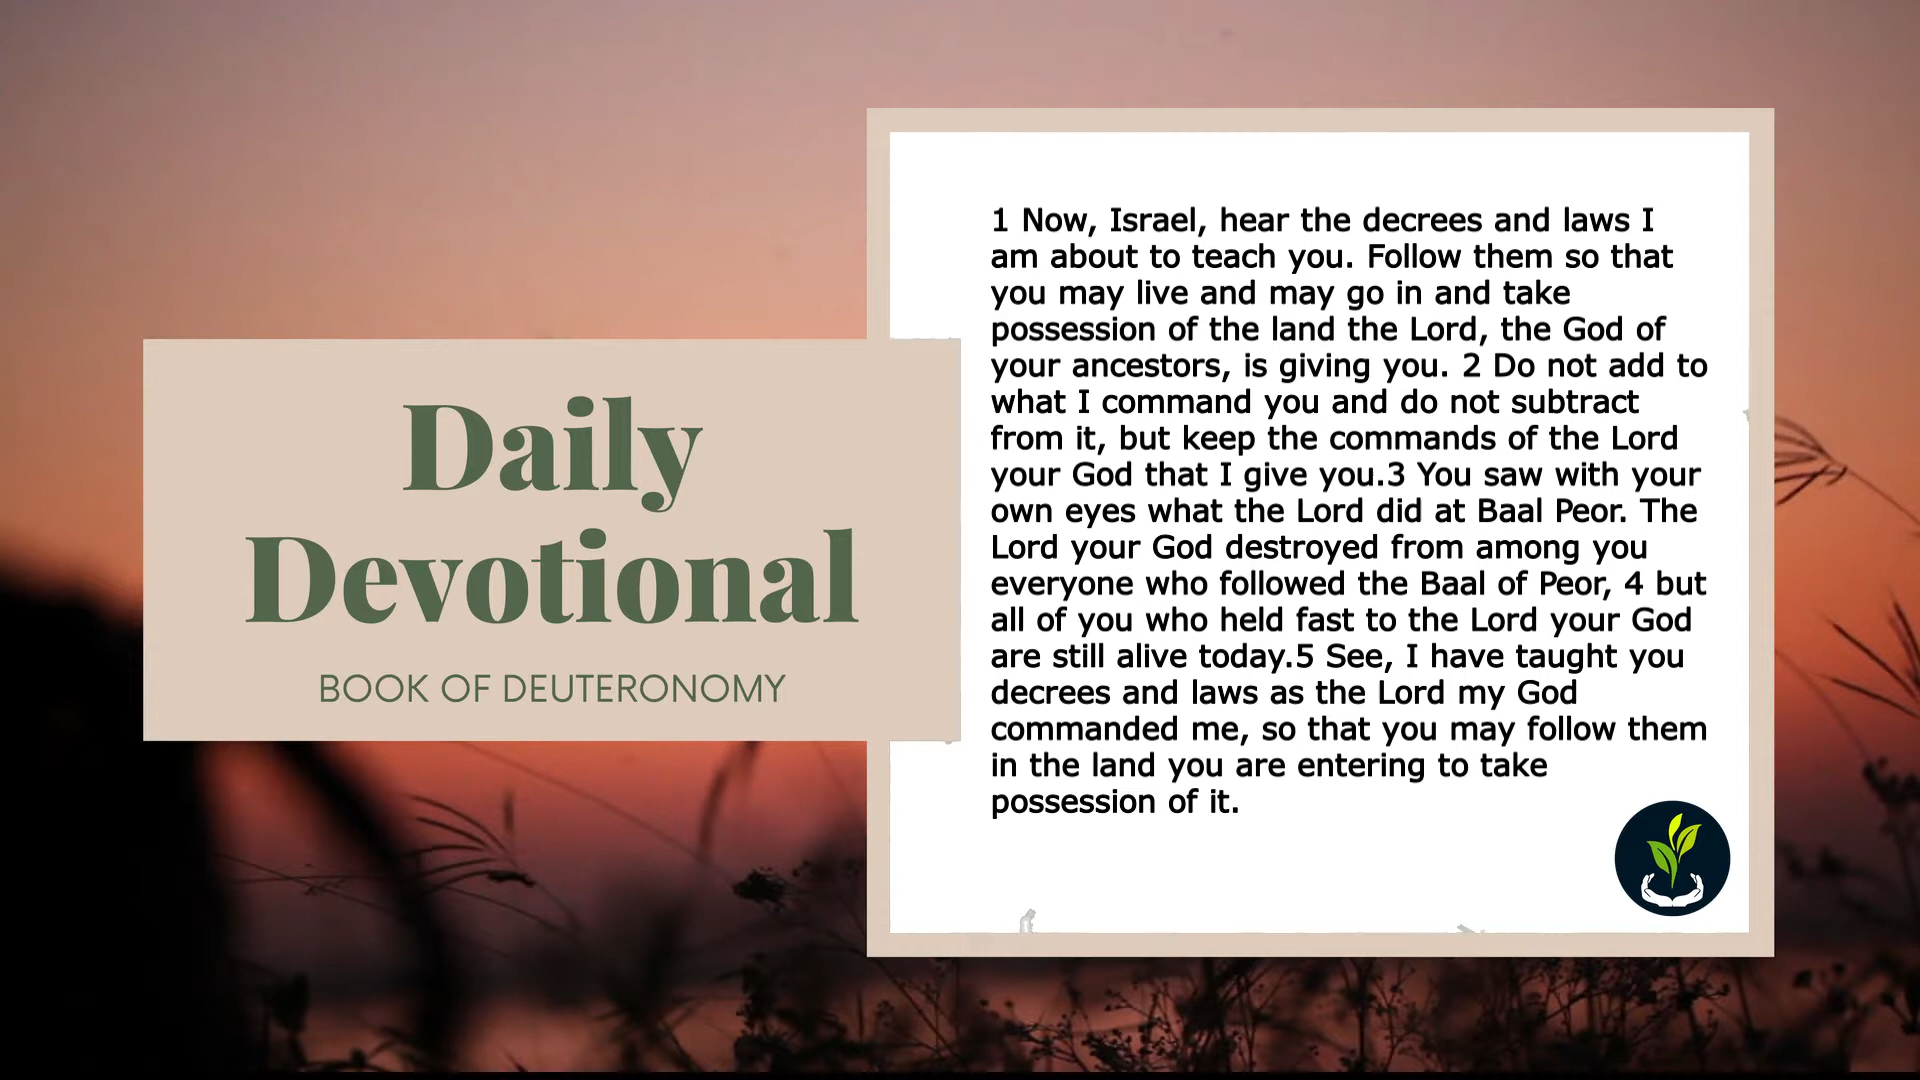 Daily
Devotional
BOOK OF DEUTERONOMY
1 Now, Israel, hear the decrees and laws I
am about to teach you. Follow them so that
you may live and may go in and take
possession of the land the Lord, the God of
your ancestors, is giving you. 2 Do not add to
what I command you and do not subtract
from it, but keep the commands of the Lord
your God that I give you.3 You saw with your
own eyes what the Lord did at Baal Peor. The
Lord your God destroyed from among you
everyone who followed the Baal of Peor, 4 but
all of you who held fast to the Lord your God
are still alive today.5 See, I have taught you
decrees and laws as the Lord my God
commanded me, so that you may follow them
in the land you are entering to take
possession of it.